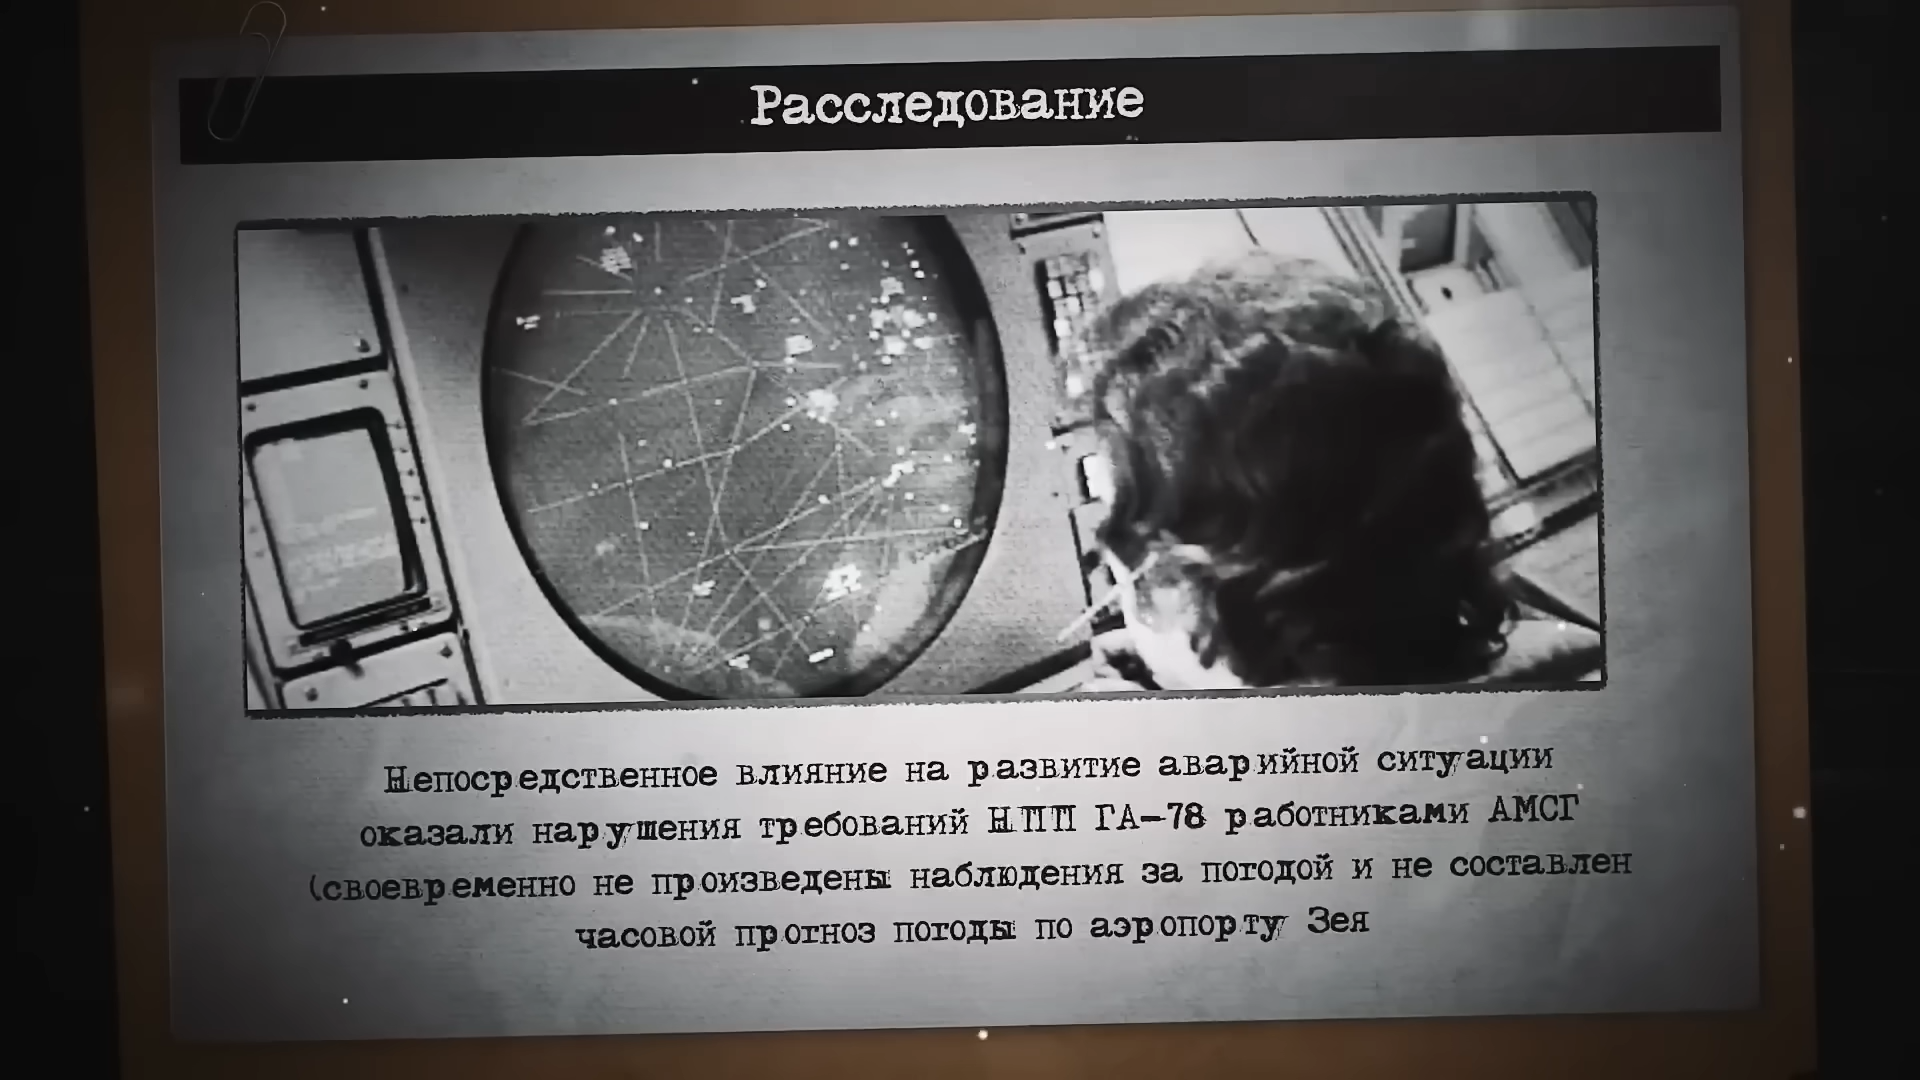 Расследование
Непосредственное влияние на развитие аварийной ситуации
оказали нарушения требований НПП ГА-78 работниками АМСГ
(своевременно не произведены наблюдения за погодой и не составлен
часовой прогноз погоды по аэропорту Зея